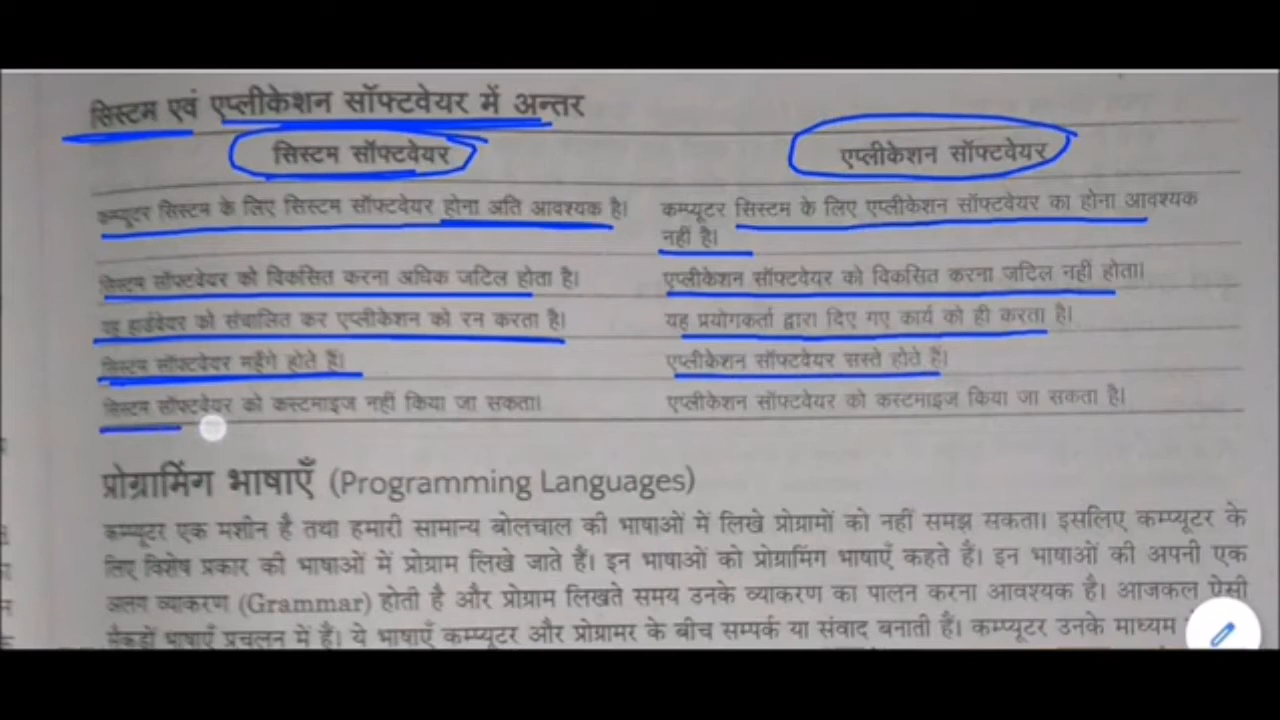 सिस्टम एवं एप्लीकेशन सॉफ्टवेयर में अन्तर
सिस्टम सॉफ्टवेयर
एप्लीकेशन सॉफ्टवेयर
कम्प्यूटर सिस्टम के लिए सिस्टम सॉफ्टवेयर होना अति आवश्यक है।
कम्प्यूटर सिस्टम के लिए एप्लीकेशन सॉफ्टवेयर का होना आवश्यक
नहीं है।
सिस्टम सॉफ्टवेयर को विकसित करना अधिक जटिल होता है।
एप्लीकेशन सॉफ्टवेयर को विकसित करना जटिल नहीं होता।
यह हार्डवेयर को संचालित कर एप्लीकेशन को रन करता है।
यह प्रयोगकर्ता द्वारा दिए गए कार्य को ही करता है।
सिस्टम सॉफ्टवेयर महँगे होते हैं।
एप्लीकेशन सॉफ्टवेयर सस्ते होते हैं।
सिस्टम सॉफ्टवेयर को कस्टमाइज नहीं किया जा सकता।
एप्लीकेशन सॉफ्टवेयर को कस्टमाइज किया जा सकता है।
प्रोग्रामिंग भाषाएँ (Programming Languages)
कम्प्यूटर एक मशीन है तथा हमारी सामान्य बोलचाल की भाषाओं में लिखे प्रोग्रामों को नहीं समझ सकता। इसलिए कम्प्यूटर के
लिए विशेष प्रकार की भाषाओं में प्रोग्राम लिखे जाते हैं। इन भाषाओं को प्रोग्रामिंग भाषाएँ कहते हैं। इन भाषाओं की अपनी एक
अलग व्याकरण (Grammar) होती है और प्रोग्राम लिखते समय उनके व्याकरण का पालन करना आवश्यक है। आजकल ऐसी
सैकड़ों भाषाएँ प्रचलन में हैं। ये भाषाएँ कम्प्यूटर और प्रोग्रामर के बीच सम्पर्क या संवाद बनाती हैं। कम्प्यूटर उनके माध्यम